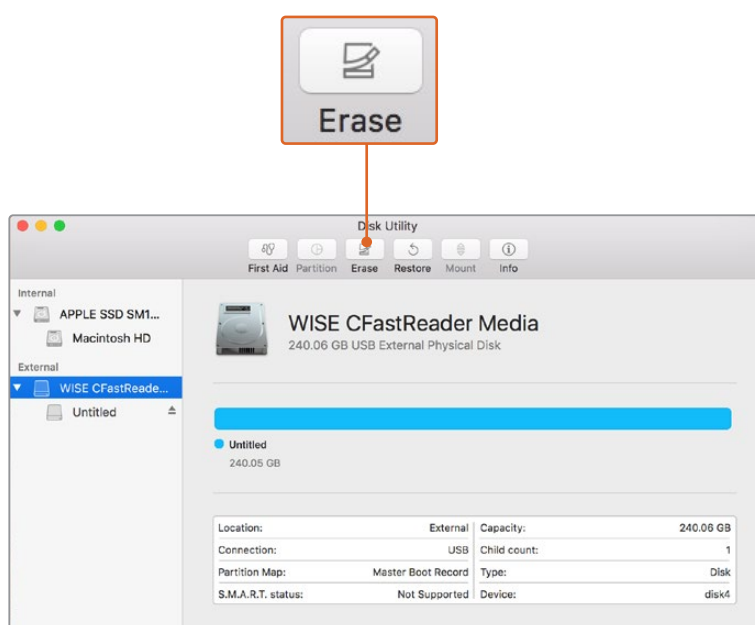 Erase
Disk Utility
First Aid Partition Erase Restore Mount Info
Internal
APPLE SSD SM1...
Macintosh HD
External
WISE CFastReade...
Untitled
WISE CFastReader Media
240.06 GB USB External Physical Disk
Untitled
240.05 GB
Location: External Capacity: 240.06 GB
Connection: USB Child count: 1
Partition Map: Master Boot Record Type: Disk
S.M.A.R.T. status: Not Supported Device: disk4